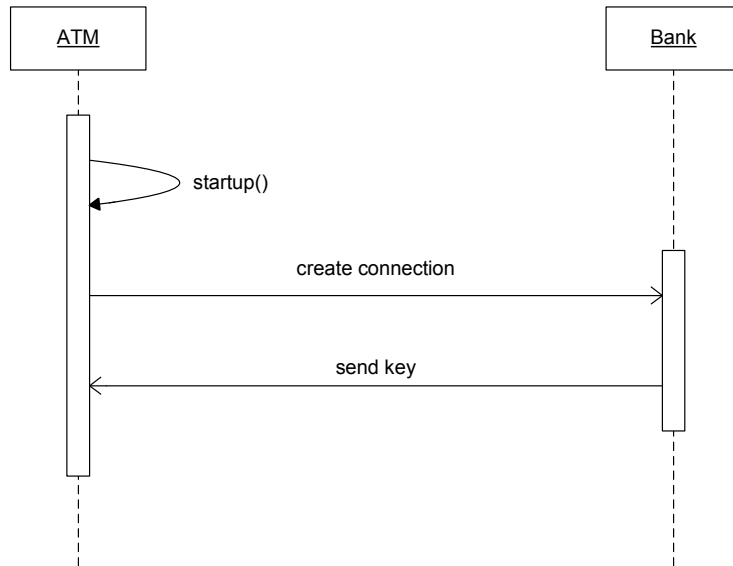 ATM
Bank
startup()
create connection
send key